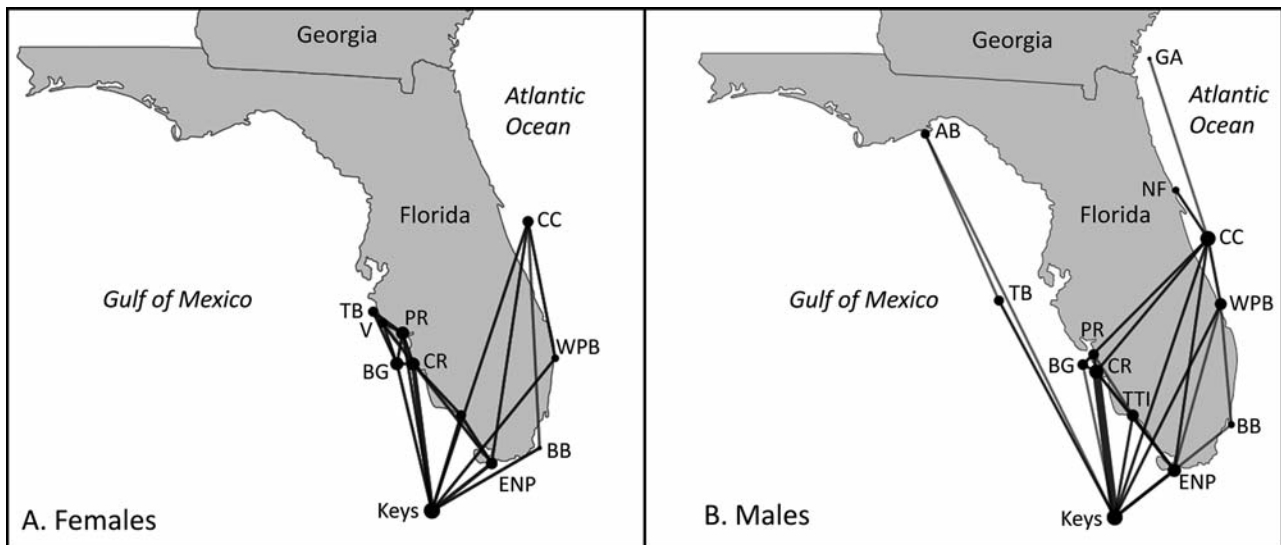 Georgia
Atlantic
Ocean
CC
Florida
Gulf of Mexico
TB
V
PR
WPB
BG
CR
BB
ENP
Keys
A. Females
Georgia
GA
Atlantic
Ocean
AB
NF
Florida
CC
Gulf of Mexico
TB
WPB
PR
BG
CR
TTI
BB
ENP
Keys
B. Males